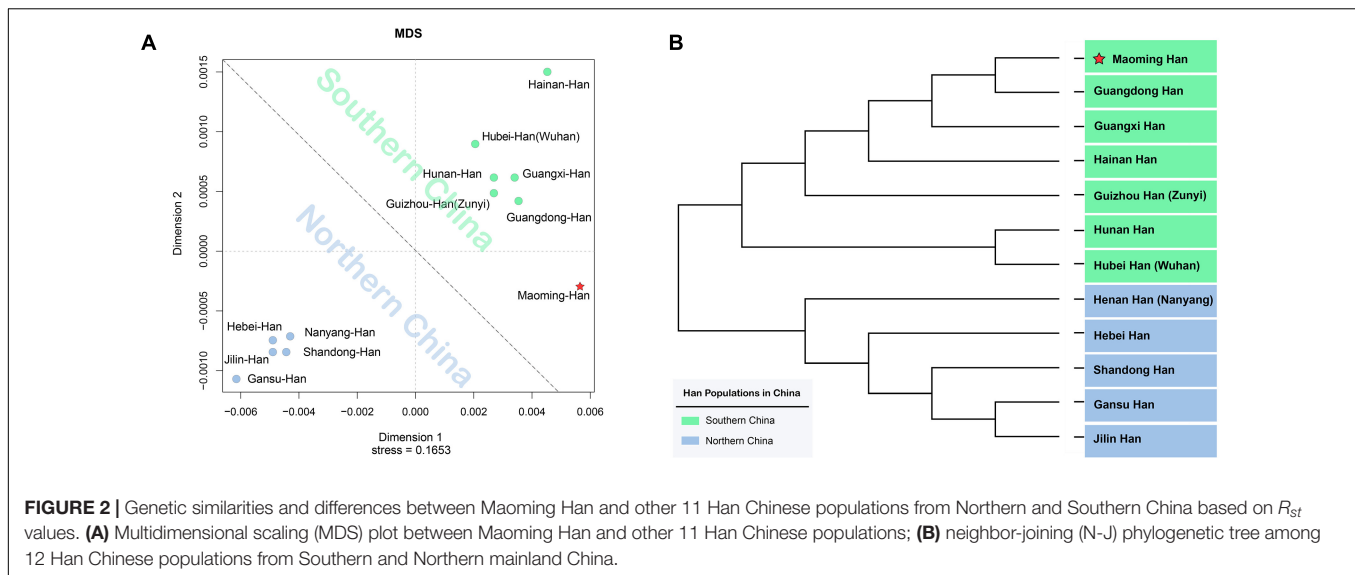 A
MDS
Southern China
Northern China
Hainan-Han
Hubei-Han(Wuhan)
Hunan-Han
Guangxi-Han
Guizhou-Han(Zunyi)
Guangdong-Han
Maoming-Han
Hebei-Han
Nanyang-Han
Jilin-Han
Shandong-Han
Gansu-Han
Dimension 2
0.0015
0.0010
0.0005
0.0000
−0.0005
−0.0010
−0.006 −0.004 −0.002 0.000 0.002 0.004 0.006
Dimension 1
stress = 0.1653
B
Maoming Han
Guangdong Han
Guangxi Han
Hainan Han
Guizhou Han (Zunyi)
Hunan Han
Hubei Han (Wuhan)
Henan Han (Nanyang)
Hebei Han
Shandong Han
Gansu Han
Jilin Han
Han Populations in China
Southern China
Northern China
FIGURE 2 | Genetic similarities and differences between Maoming Han and other 11 Han Chinese populations from Northern and Southern China based on Rst
values. (A) Multidimensional scaling (MDS) plot between Maoming Han and other 11 Han Chinese populations; (B) neighbor-joining (N-J) phylogenetic tree among
12 Han Chinese populations from Southern and Northern mainland China.